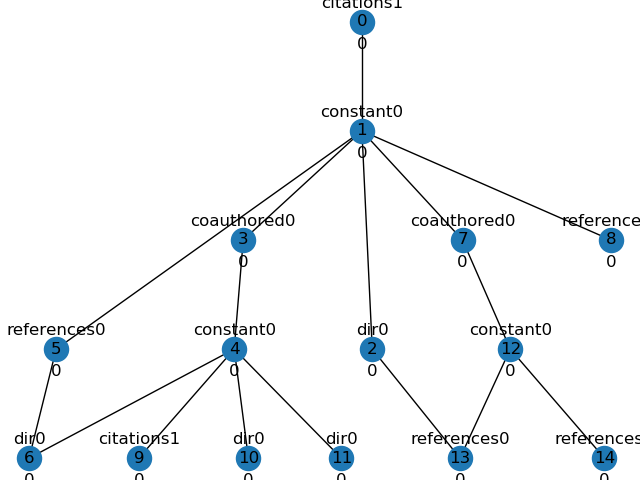 citations1
0
0
constant0
1
0
coauthored0 coauthored0 reference
3 7 8
0 0 0
references0 constant0 dir0 constant0
5 4 2 12
0 0 0 0
dir0 citations1 dir0 dir0 references0 references
6 9 10 11 13 14
0 0 0 0 0 0